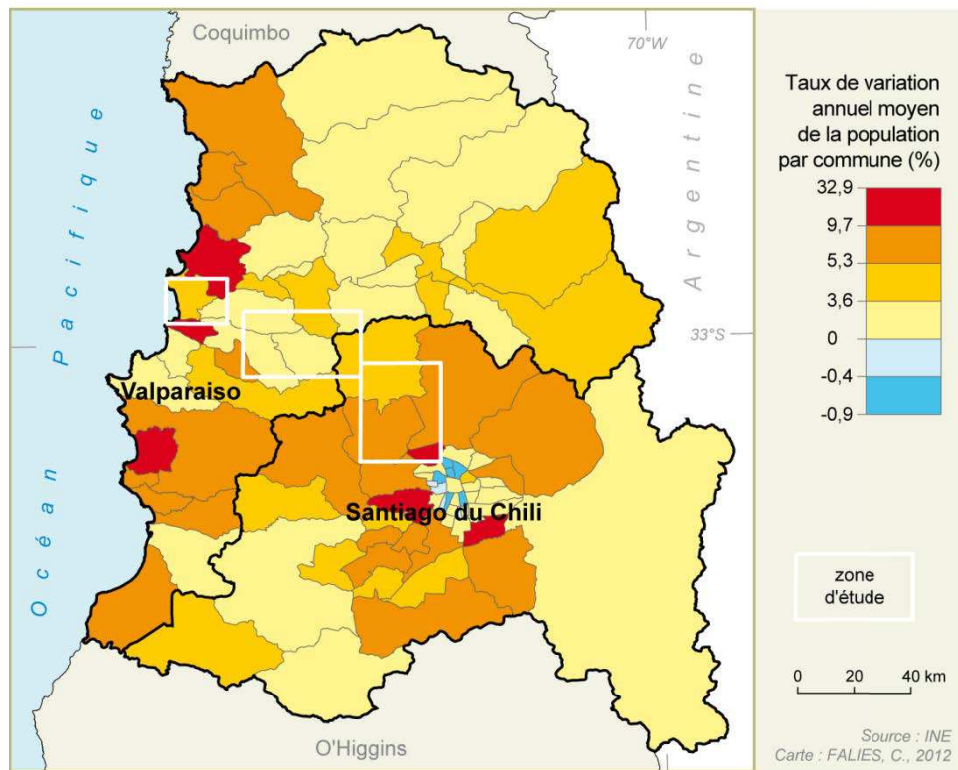 Coquimbo
70°W
Argentine
Océan Pacifique
33°S
Valparaiso
Santiago du Chili
O'Higgins
Taux de variation
annuel moyen
de la population
par commune (%)
32,9
9,7
5,3
3,6
0
-0,4
-0,9
zone
d'étude
0 20 40 km
Source : INE
Carte : FALIES, C., 2012